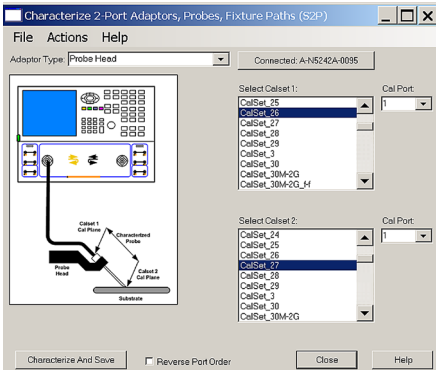 Characterize 2-Port Adaptors, Probes, Fixture Paths (S2P)
File Actions Help
Adaptor Type: Probe Head
Connected: A-N5242A-0095
Select Calset 1:
Cal Port:
CalSet_25
CalSet_26
CalSet_27
CalSet_28
CalSet_29
CalSet_3
CalSet_30
CalSet_30M-2G
CalSet_30M-2G_f-f
1
Calset 1
Cal Plane
Characterized
Probe
Probe
Head
Calset 2
Cal Plane
Substrate
Select Calset 2:
Cal Port:
CalSet_24
CalSet_25
CalSet_26
CalSet_27
CalSet_28
CalSet_29
CalSet_3
CalSet_30
CalSet_30M-2G
1
Characterize And Save
Reverse Port Order
Close
Help